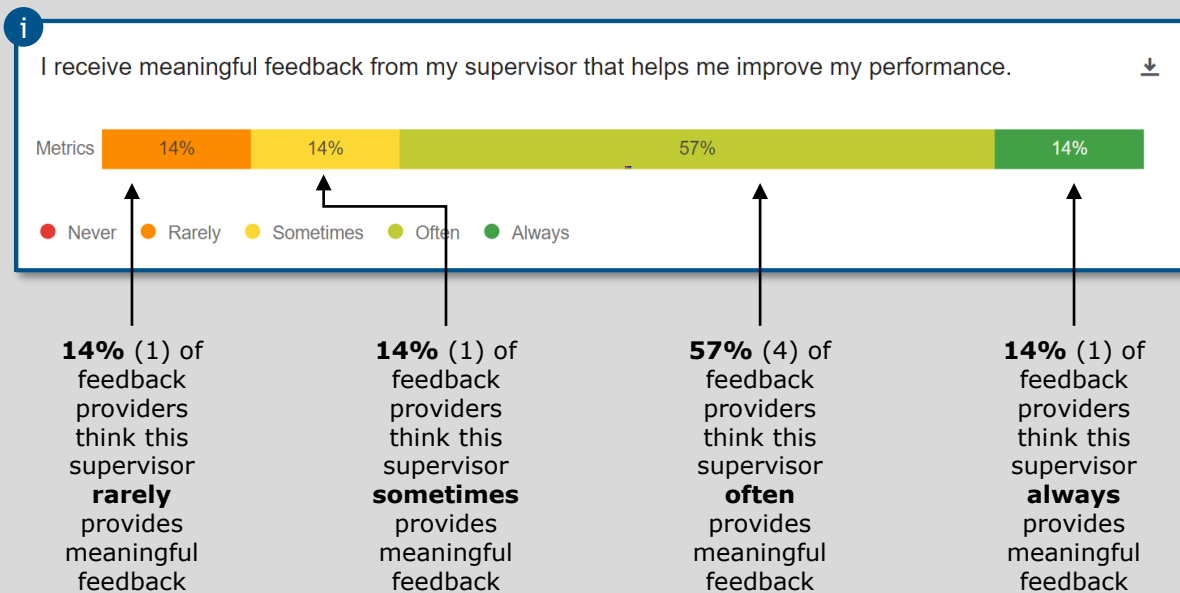 i
I receive meaningful feedback from my supervisor that helps me improve my performance.
Metrics 14% 14% 57% 14%
Never Rarely Sometimes Often Always
14% (1) of
feedback
providers
think this
supervisor
rarely
provides
meaningful
feedback
14% (1) of
feedback
providers
think this
supervisor
sometimes
provides
meaningful
feedback
57% (4) of
feedback
providers
think this
supervisor
often
provides
meaningful
feedback
14% (1) of
feedback
providers
think this
supervisor
always
provides
meaningful
feedback